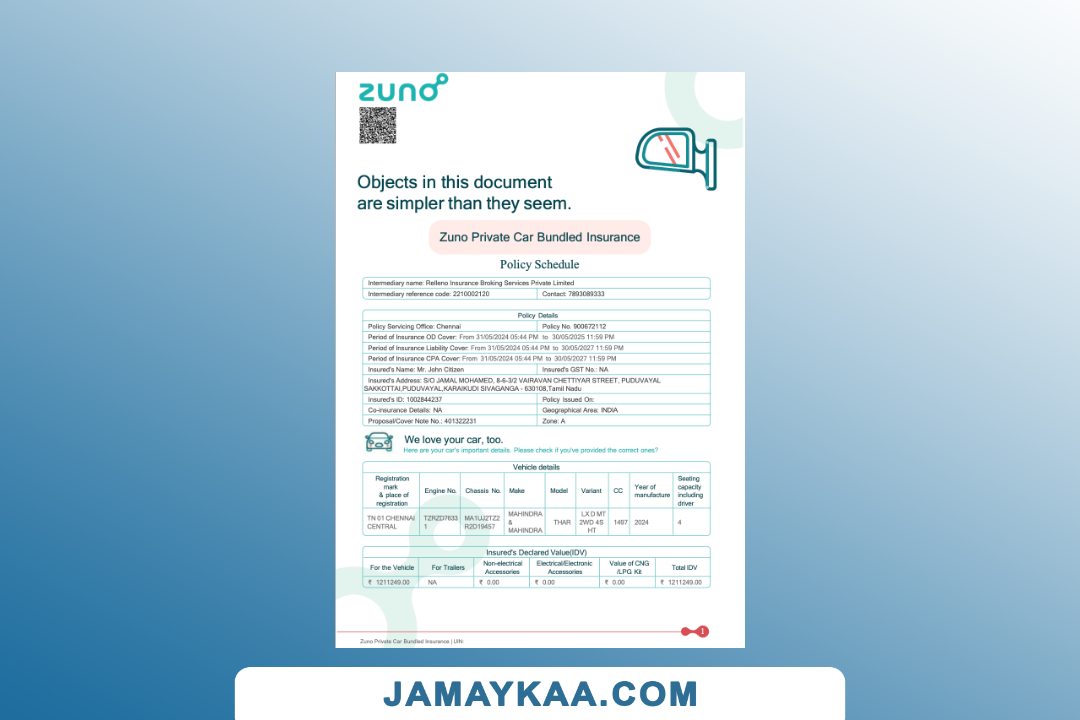 zuno
Objects in this document
are simpler than they seem.
Zuno Private Car Bundled Insurance
Policy Schedule
Intermediary name: Relleno Insurance Broking Services Private Limited
Intermediary reference code: 2210002120 Contact: 7893089333
Policy Details
Policy Servicing Office: Chennai Policy No. 900672112
Period of Insurance OD Cover: From 31/05/2024 05:44 PM to 30/05/2025 11:59 PM
Period of Insurance Liability Cover: From 31/05/2024 05:44 PM to 30/05/2027 11:59 PM
Period of Insurance CPA Cover: From 31/05/2024 05:44 PM to 30/05/2027 11:59 PM
Insured's Name: Mr. John Citizen Insured's GST No.: NA
Insured's Address: S/O JAMAL MOHAMED, 8-6-3/2 VAIRAVAN CHETTIYAR STREET, PUDUVAYAL
SAKKOTTAI,PUDUVAYAL,KARAIKUDI SIVAGANGA - 630108,Tamil Nadu
Insured's ID: 1002844237 Policy Issued On:
Co-insurance Details: NA Geographical Area: INDIA
Proposal/Cover Note No.: 401322231 Zone: A
We love your car, too.
Here are your car's important details. Please check if you've provided the correct ones?
Vehicle details
Registration
mark
& place of
registration
Engine No.
Chassis No.
Make
Model
Variant
CC
Year of
manufacture
Seating
capacity
including
driver
TN 01 CHENNAI
CENTRAL
TZRZD7633
1
MA1UJ2TZ2
R2D19457
MAHINDRA
&
MAHINDRA
THAR
LX D MT
2WD 4S
HT
1497
2024
4
Insured's Declared Value(IDV)
For the Vehicle
For Trailers
Non-electrical
Accessories
Electrical/Electronic
Accessories
Value of CNG
/LPG Kit
Total IDV
₹ 1211249.00 NA ₹ 0.00 ₹ 0.00 ₹ 0.00 ₹ 1211249.00
1
Zuno Private Car Bundled Insurance | UIN:
JAMAYKAA.COM